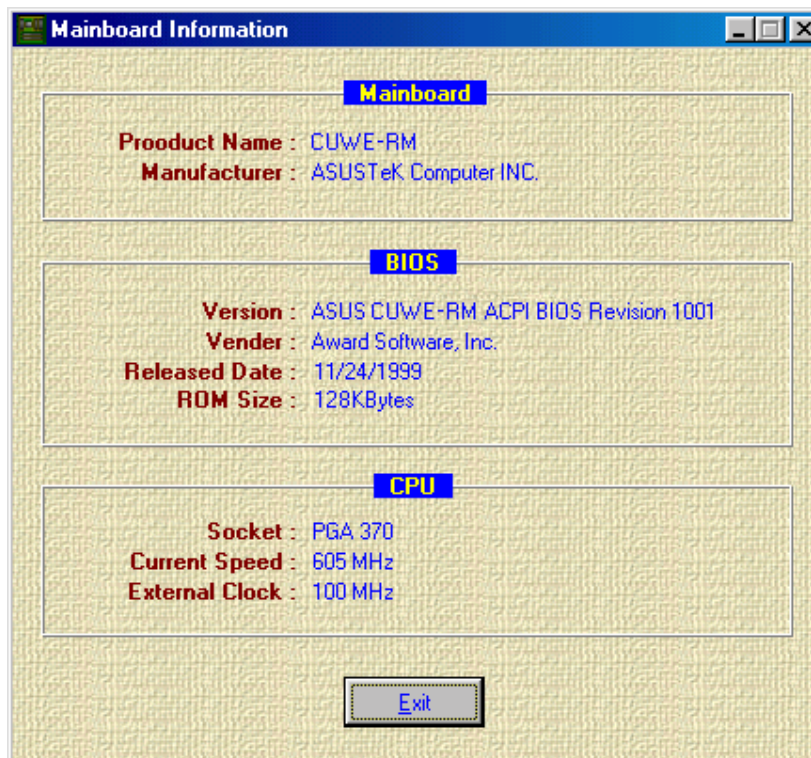 Mainboard Information
Mainboard
Prooduct Name : CUWE-RM
Manufacturer : ASUSTeK Computer INC.
BIOS
Version : ASUS CUWE-RM ACPI BIOS Revision 1001
Vender : Award Software, Inc.
Released Date : 11/24/1999
ROM Size : 128KBytes
CPU
Socket : PGA 370
Current Speed : 605 MHz
External Clock : 100 MHz
Exit